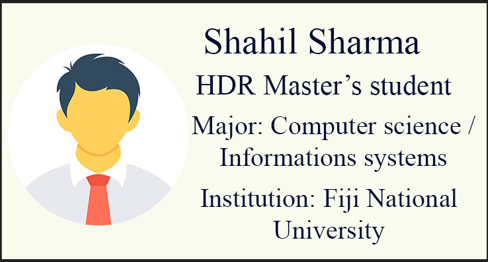 Shahil Sharma
HDR Master’s student
Major: Computer science /
Informations systems
Institution: Fiji National
University